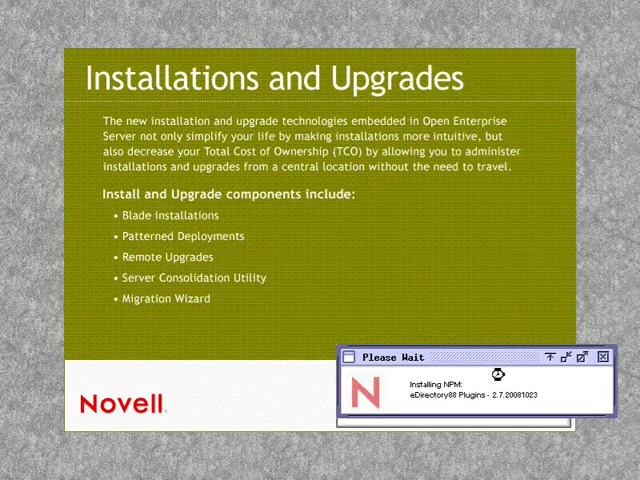 Installations and Upgrades
The new installation and upgrade technologies embedded in Open Enterprise
Server not only simplify your life by making installations more intuitive, but
also decrease your Total Cost of Ownership (TCO) by allowing you to administer
installations and upgrades from a central location without the need to travel.
Install and Upgrade components include:
• Blade installations
• Patterned Deployments
• Remote Upgrades
• Server Consolidation Utility
• Migration Wizard
Please Wait
N
Installing NPM:
eDirectory88 Plugins - 2.7.20081023
Novell.